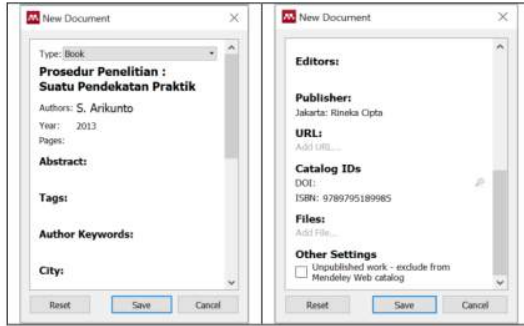 New Document
Type: Book
Prosedur Penelitian :
Suatu Pendekatan Praktik
Authors: S. Arikunto
Year: 2013
Pages:
Abstract:
Tags:
Author Keywords:
City:
Reset Save Cancel
New Document
Editors:
Publisher:
Jakarta: Rineka Cipta
URL:
Add URL...
Catalog IDs
DOI:
ISBN: 9789795189985
Files:
Add File...
Other Settings
Unpublished work - exclude from
Mendeley Web catalog
Reset Save Cancel